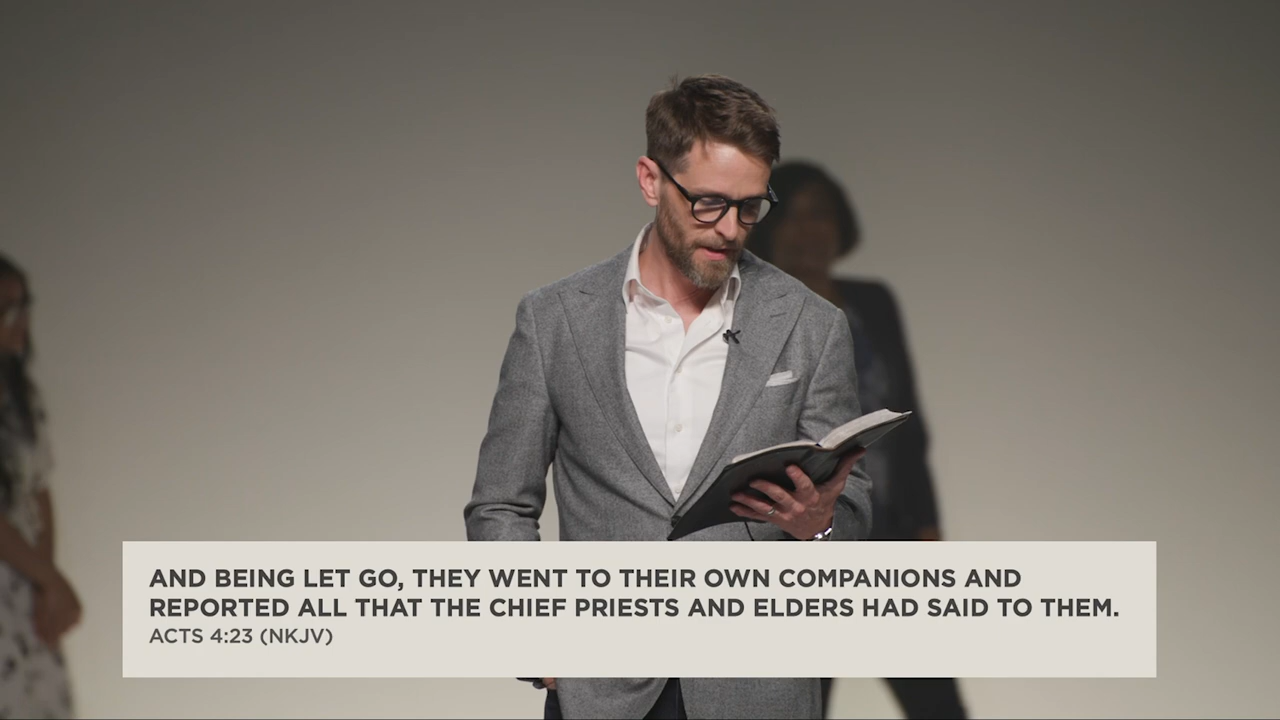 AND BEING LET GO, THEY WENT TO THEIR OWN COMPANIONS AND
REPORTED ALL THAT THE CHIEF PRIESTS AND ELDERS HAD SAID TO THEM.
ACTS 4:23 (NKJV)